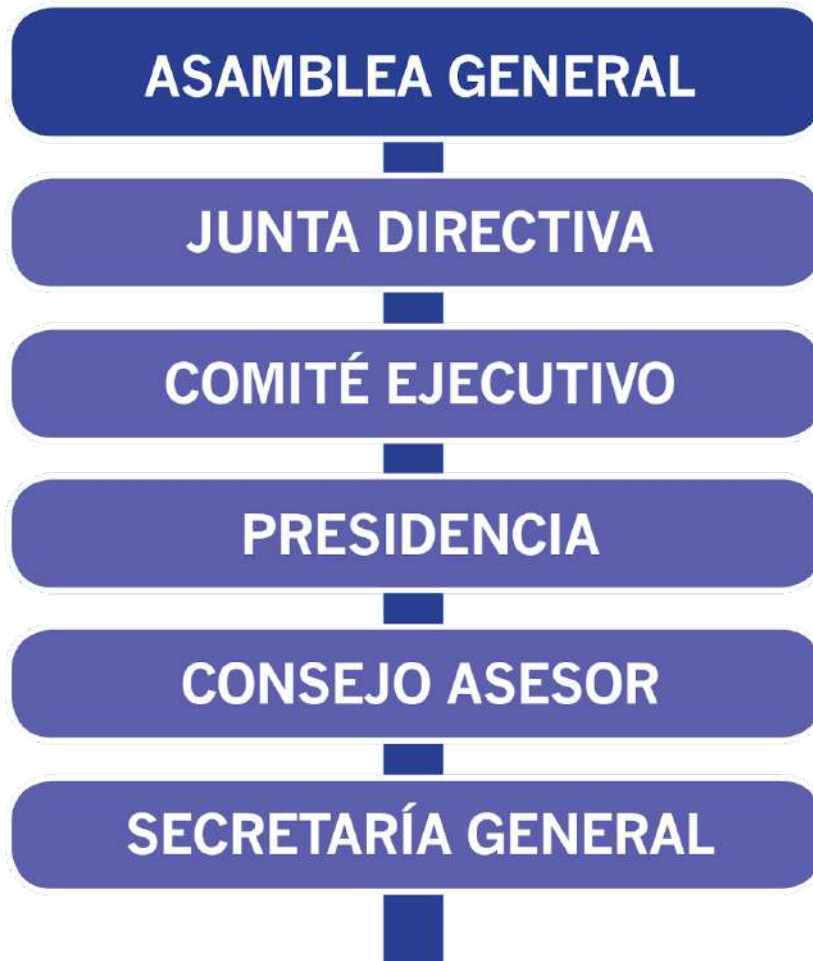 ASAMBLEA GENERAL
JUNTA DIRECTIVA
COMITÉ EJECUTIVO
PRESIDENCIA
CONSEJO ASESOR
SECRETARÍA GENERAL